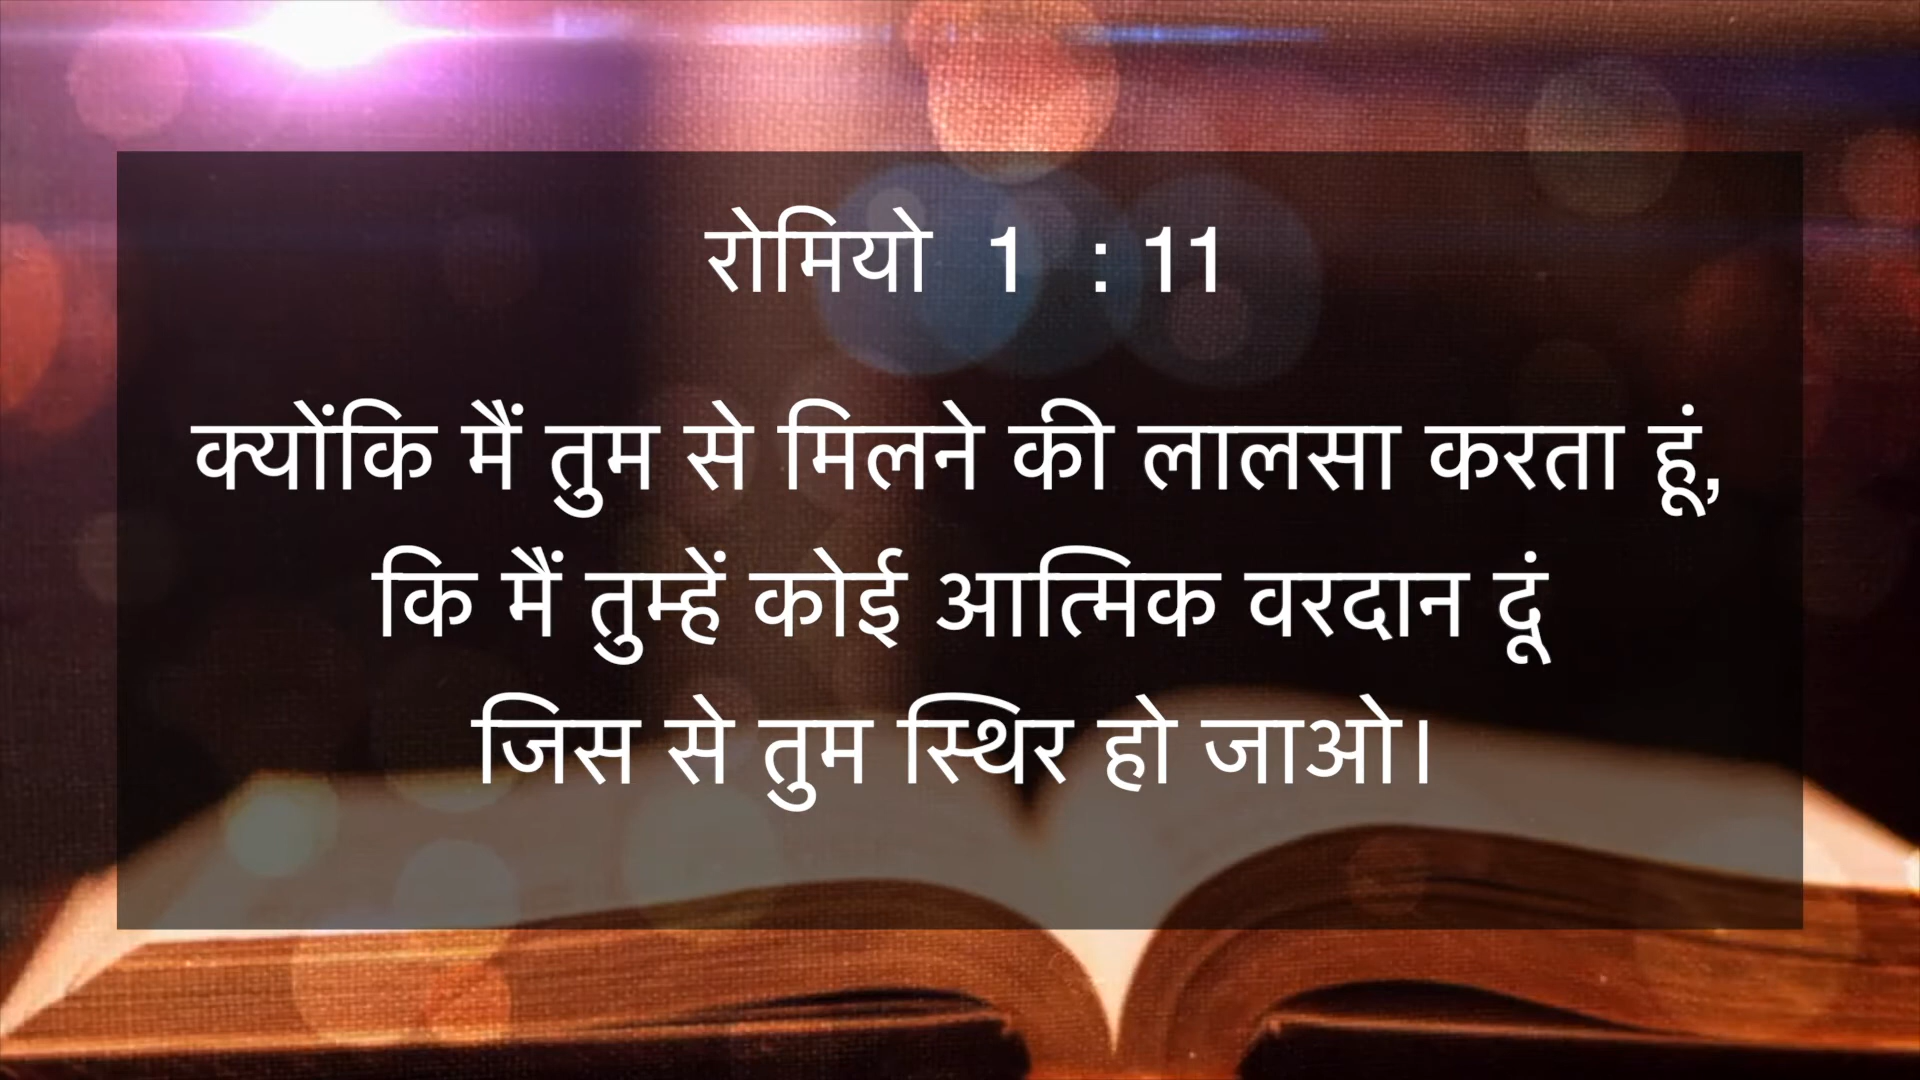 रोमियो 1 : 11
क्योंकि मैं तुम से मिलने की लालसा करता हूं,
कि मैं तुम्हें कोई आत्मिक वरदान दूं
जिस से तुम स्थिर हो जाओ।